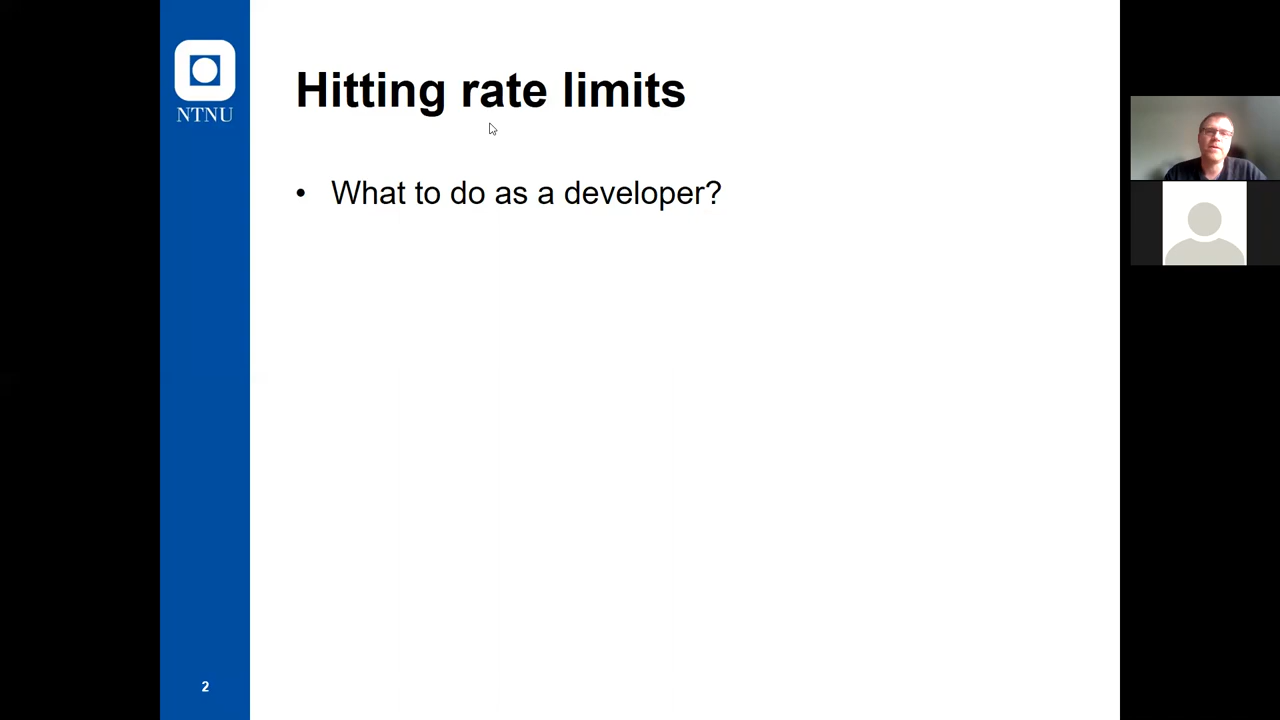 NTNU
Hitting rate limits
• What to do as a developer?
2